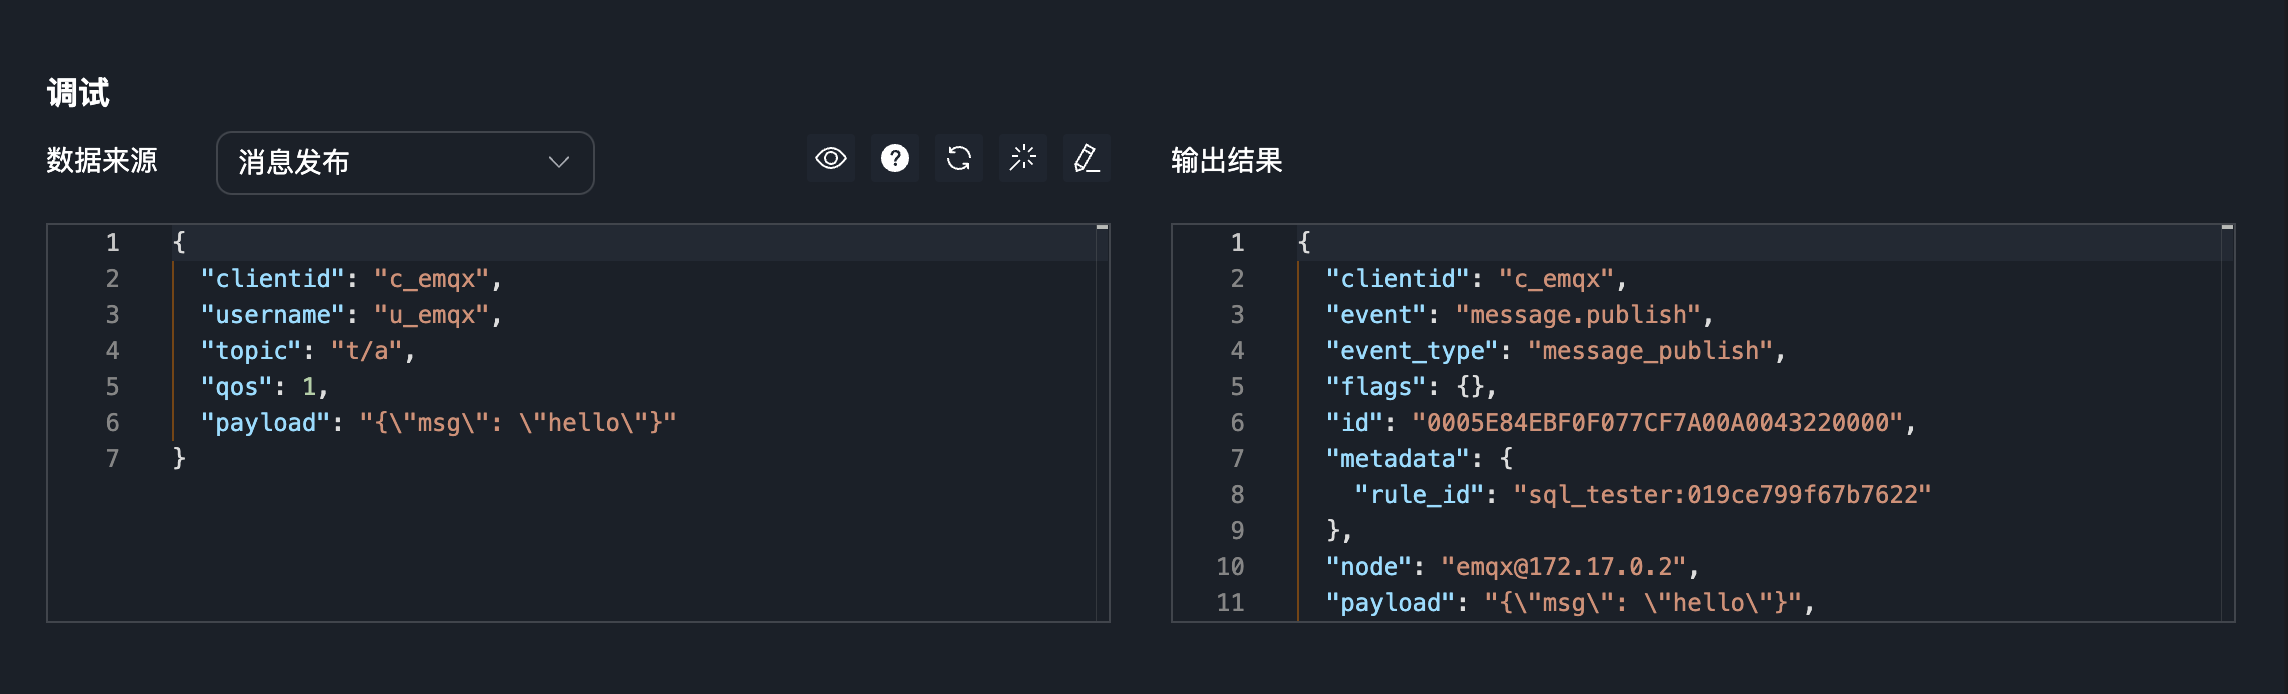 调试
数据来源 消息发布 ?
1 {
2 "clientid": "c_emqx",
3 "username": "u_emqx",
4 "topic": "t/a",
5 "qos": 1,
6 "payload": "{\"msg\": \"hello\"}"
7 }
输出结果
1 {
2 "clientid": "c_emqx",
3 "event": "message.publish",
4 "event_type": "message_publish",
5 "flags": {},
6 "id": "0005E84EBF0F077CF7A00A0043220000",
7 "metadata": {
8 "rule_id": "sql_tester:019ce799f67b7622"
9 },
10 "node": "emqx@172.17.0.2",
11 "payload": "{\"msg\": \"hello\"}",